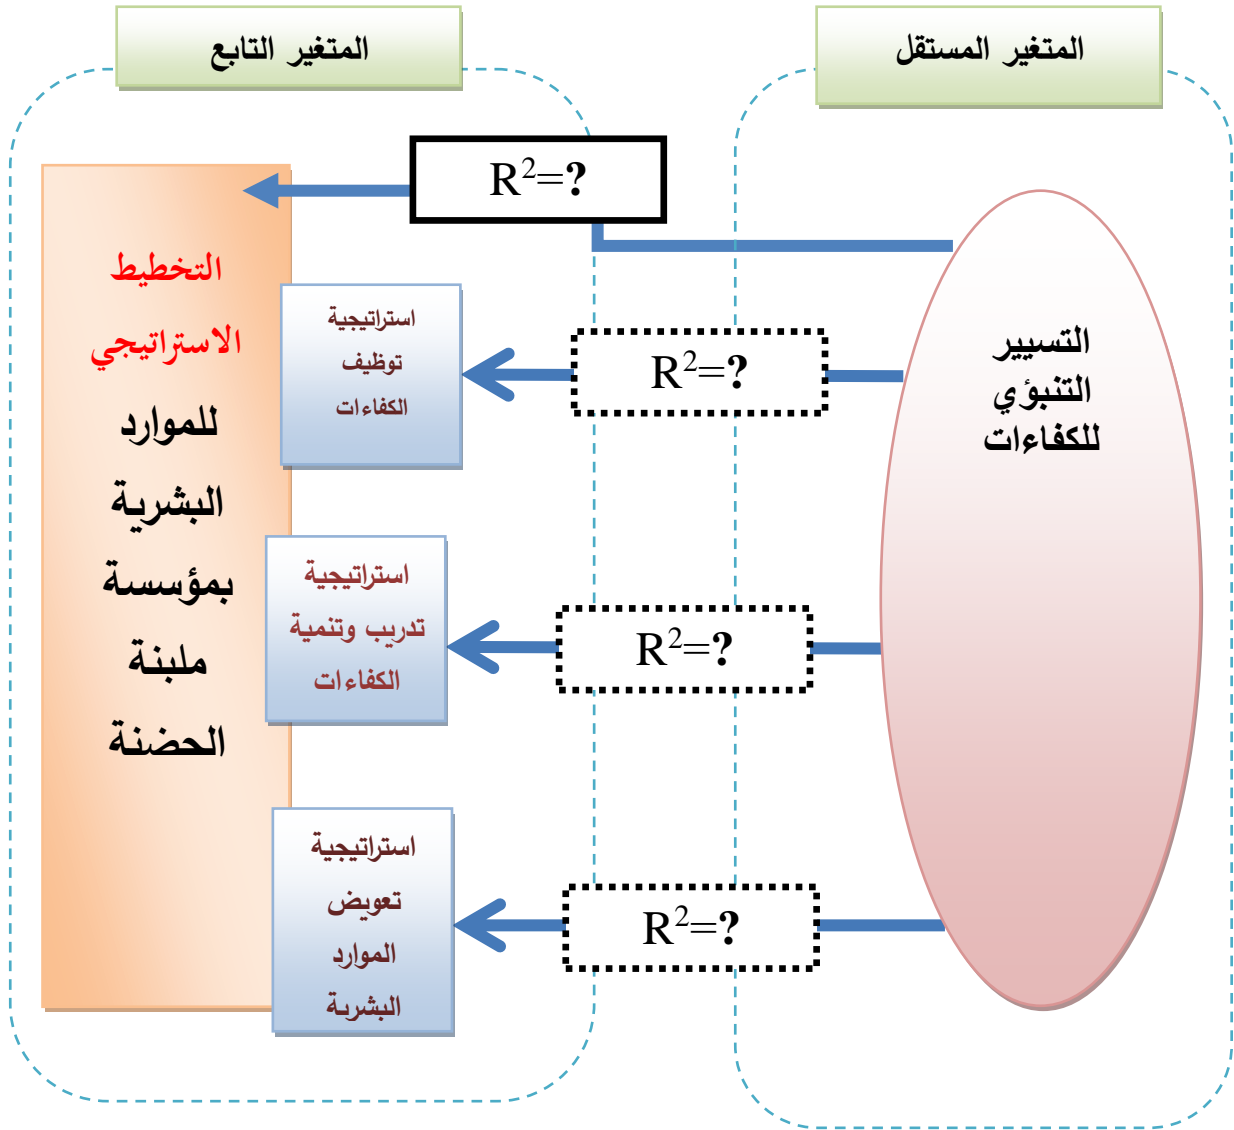 المتغير المستقل
المتغير التابع
R²=?
التسيير
التنبؤي
للكفاءات
R²=?
R²=?
R²=?
استراتيجية
توظيف
الكفاءات
استراتيجية
تدريب وتنمية
الكفاءات
استراتيجية
تعويض
الموارد
البشرية
التخطيط
الاستراتيجي
للموارد
البشرية
بمؤسسة
ملبنة
الحضنة